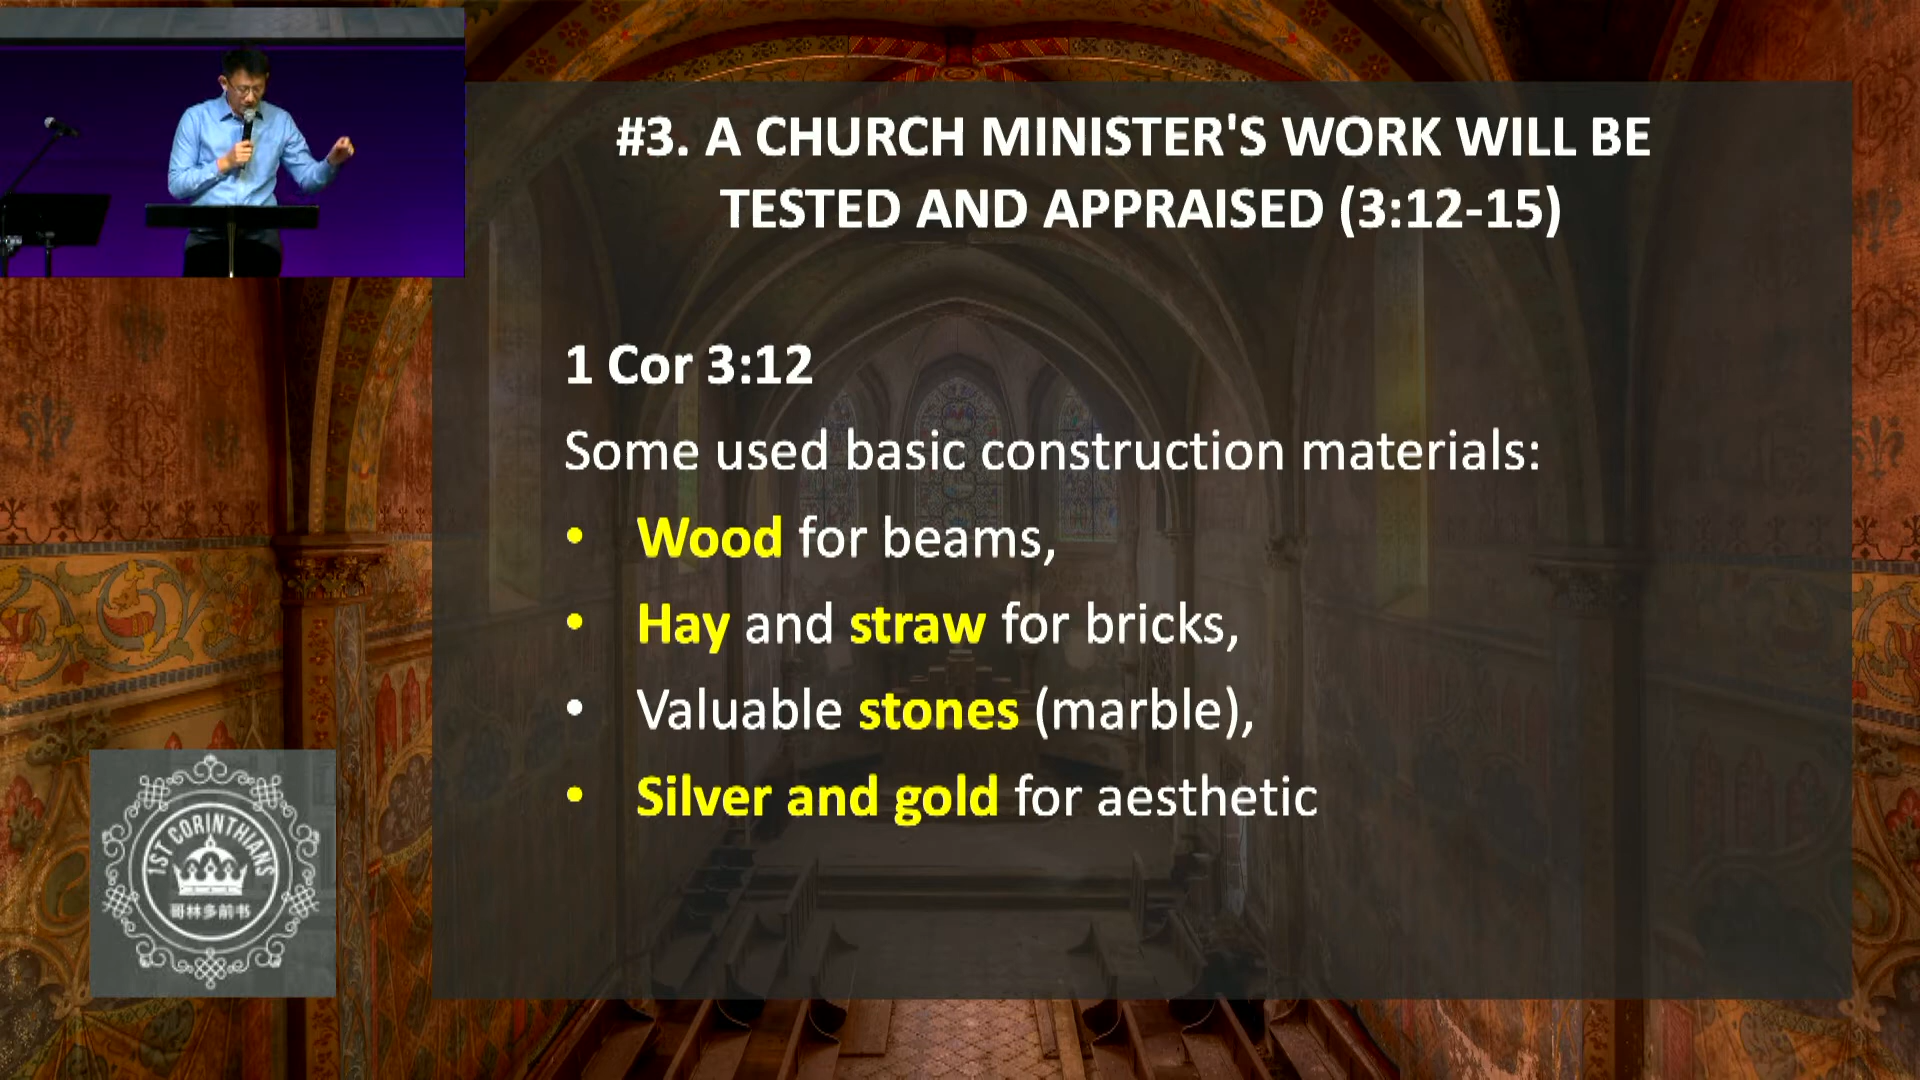 #3. A CHURCH MINISTER'S WORK WILL BE
TESTED AND APPRAISED (3:12-15)
1 Cor 3:12
Some used basic construction materials:
• Wood for beams,
• Hay and straw for bricks,
• Valuable stones (marble),
• Silver and gold for aesthetic
1ST CORINTHIANS
哥林多前书